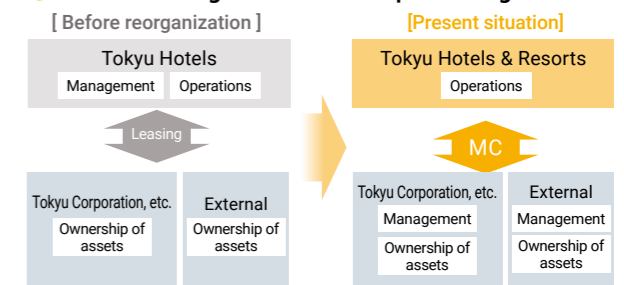 [ Before reorganization ]
Tokyu Hotels
Management
Operations
Leasing
Tokyu Corporation, etc.
Ownership of
assets
External
Ownership of
assets
[Present situation]
Tokyu Hotels & Resorts
Operations
MC
Tokyu Corporation, etc.
Management
Ownership of
assets
External
Management
Ownership of
assets